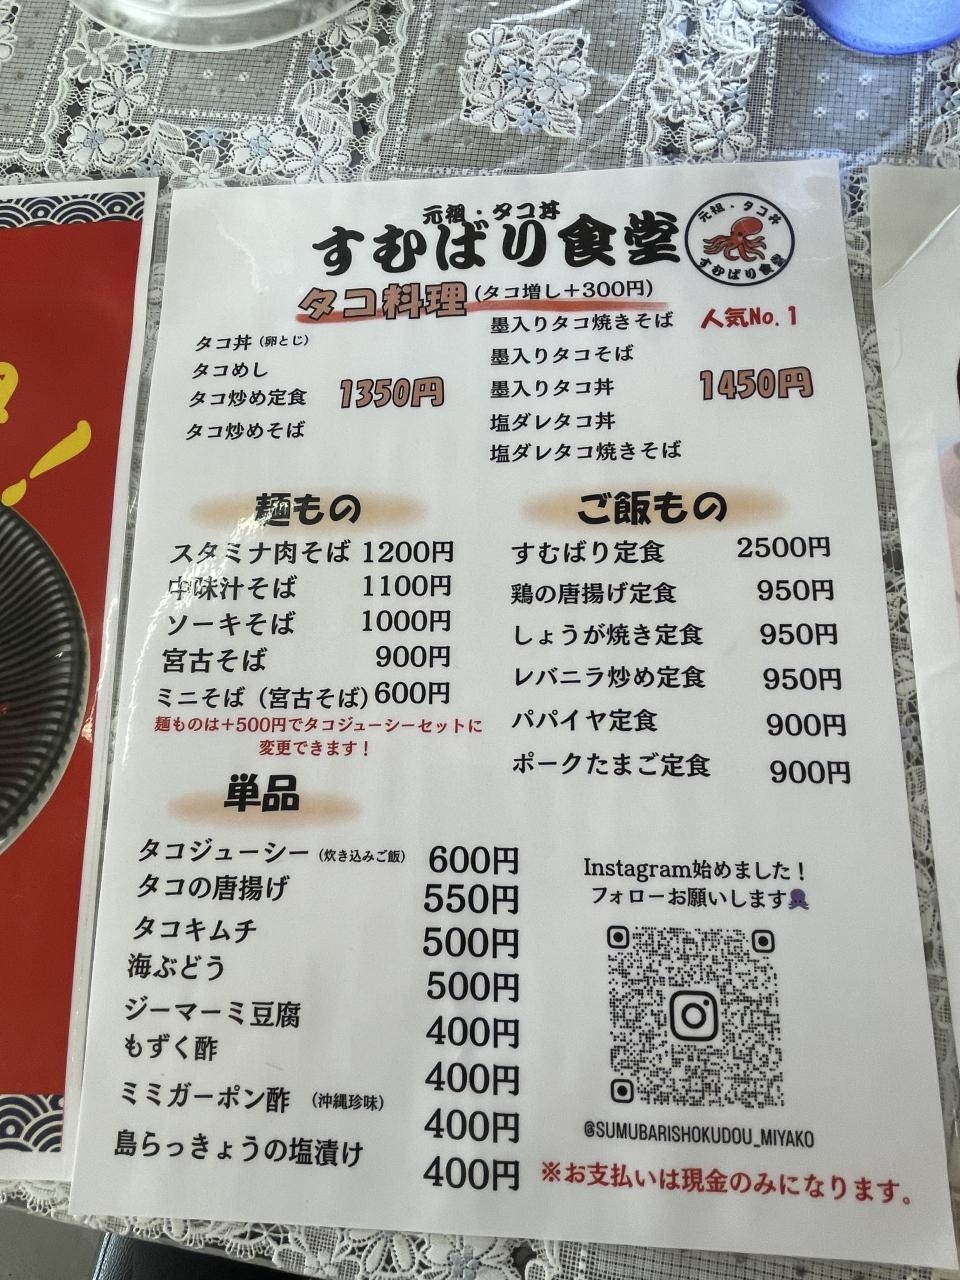 元祖・タコ丼
すむばり食堂
元祖・タコ丼
すむばり食堂
タコ料理 (タコ増し+300円)
タコ丼 (卵とじ)
タコめし
タコ炒め定食
タコ炒めそば
1350円
墨入りタコ焼きそば 人気No.1
墨入りタコそば
墨入りタコ丼
塩ダレタコ丼
塩ダレタコ焼きそば
1450円
麺もの
スタミナ肉そば 1200円
中味汁そば 1100円
ソーキそば 1000円
宮古そば 900円
ミニそば (宮古そば) 600円
麺ものは+500円でタコジューシーセットに
変更できます!
ご飯もの
すむばり定食 2500円
鶏の唐揚げ定食 950円
しょうが焼き定食 950円
レバニラ炒め定食 950円
パパイヤ定食 900円
ポークたまご定食 900円
単品
タコジューシー (炊き込みご飯) 600円
タコの唐揚げ 550円
タコキムチ 500円
海ぶどう 500円
ジーマーミ豆腐 400円
もずく酢 400円
ミミガーポン酢 (沖縄珍味) 400円
島らっきょうの塩漬け 400円
Instagram始めました!
フォローお願いします
@SUMUBARISHOKUDOU_MIYAKO
※お支払いは現金のみになります。